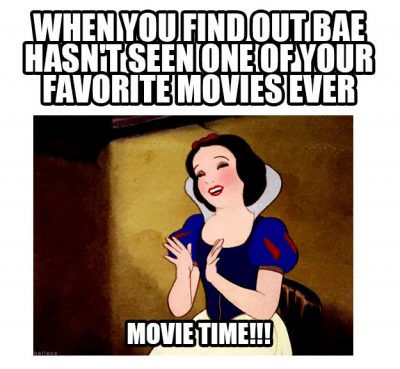 WHEN YOU FIND OUT BAE
HASN'T SEEN ONE OF YOUR
FAVORITE MOVIES EVER
MOVIE TIME!!!